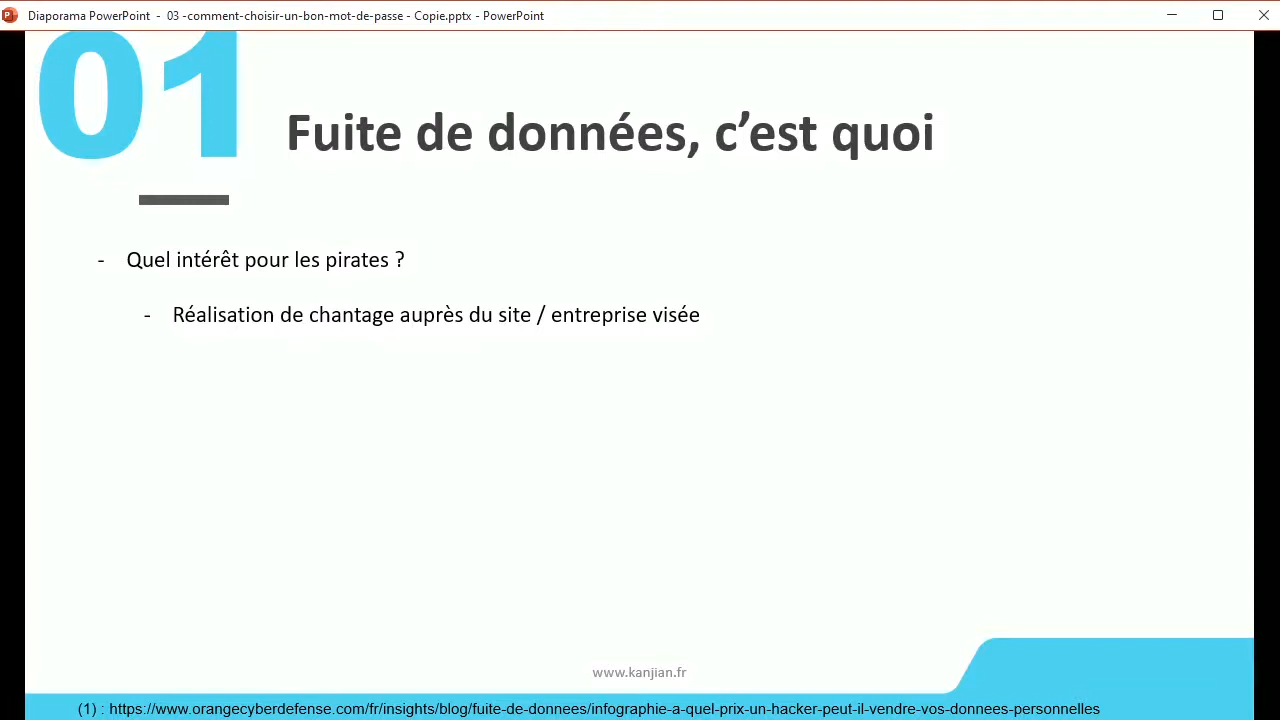 Diaporama PowerPoint - 03 -comment-choisir-un-bon-mot-de-passe - Copie.pptx - PowerPoint
01
Fuite de données, c’est quoi
- Quel intérêt pour les pirates ?
- Réalisation de chantage auprès du site / entreprise visée
www.kanjian.fr
(1) : https://www.orangecyberdefense.com/fr/insights/blog/fuite-de-donnees/infographie-a-quel-prix-un-hacker-peut-il-vendre-vos-donnees-personnelles